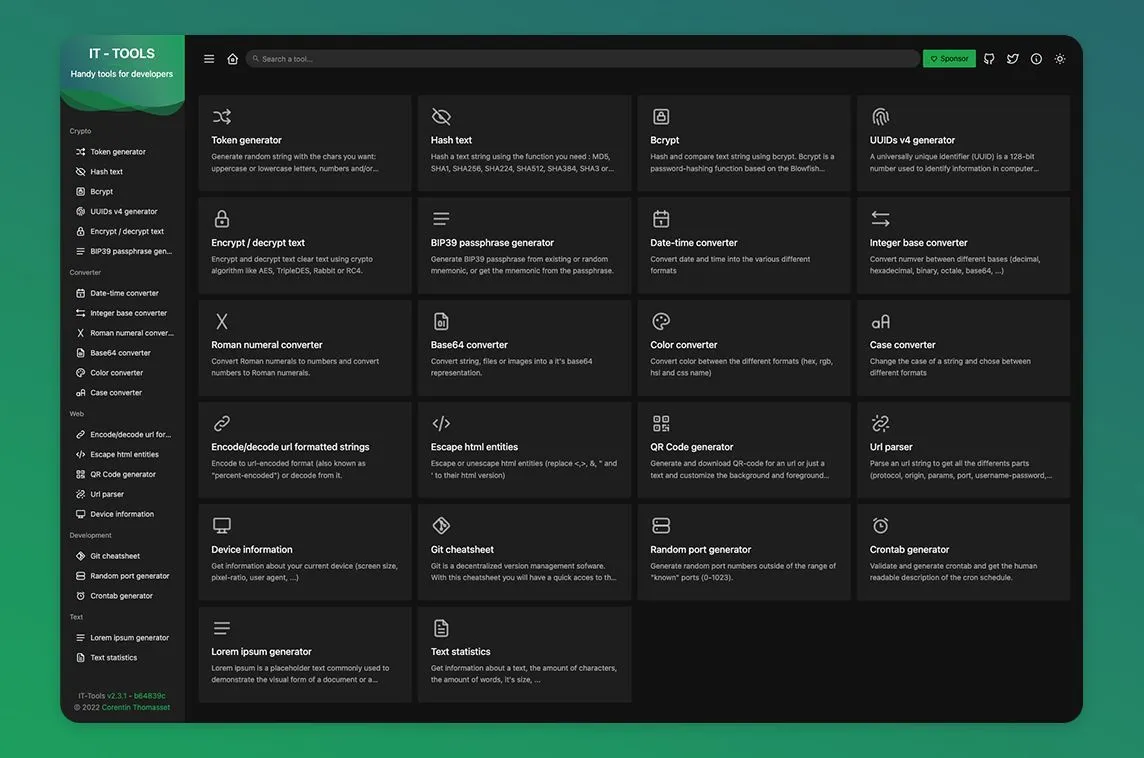 IT - TOOLS
Handy tools for developers
Crypto
Token generator
Hash text
Bcrypt
UUIDs v4 generator
Encrypt / decrypt text
BIP39 passphrase gen...
Converter
Date-time converter
Integer base converter
Roman numeral conver...
Base64 converter
Color converter
Case converter
Web
Encode/decode url for...
Escape html entities
QR Code generator
Url parser
Device information
Development
Git cheatsheet
Random port generator
Crontab generator
Text
Lorem ipsum generator
Text statistics
IT-Tools v2.3.1 - b64839c
© 2022 Corentin Thomasset
Search a tool...
Sponsor
Token generator
Generate random string with the chars you want:
uppercase or lowercase letters, numbers and/or...
Hash text
Hash a text string using the function you need : MD5,
SHA1, SHA256, SHA224, SHA512, SHA384, SHA3 or...
Bcrypt
Hash and compare text string using bcrypt. Bcrypt is a
password-hashing function based on the Blowfish...
UUIDs v4 generator
A universally unique identifier (UUID) is a 128-bit
number used to identify information in computer...
Encrypt / decrypt text
Encrypt and decrypt text clear text using crypto
algorithm like AES, TripleDES, Rabbit or RC4.
BIP39 passphrase generator
Generate BIP39 passphrase from existing or random
mnemonic, or get the mnemonic from the passphrase.
Date-time converter
Convert date and time into the various different
formats
Integer base converter
Convert numver between different bases (decimal,
hexadecimal, binary, octale, base64, ...)
Roman numeral converter
Convert Roman numerals to numbers and convert
numbers to Roman numerals.
Base64 converter
Convert string, files or images into a it's base64
representation.
Color converter
Convert color between the different formats (hex, rgb,
hsl and css name)
Case converter
Change the case of a string and chose between
different formats
Encode/decode url formatted strings
Encode to url-encoded format (also known as
"percent-encoded") or decode from it.
Escape html entities
Escape or unescape html entities (replace <,>, &, " and
' to their html version)
QR Code generator
Generate and download QR-code for an url or just a
text and customize the background and foreground...
Url parser
Parse an url string to get all the differents parts
(protocol, origin, params, port, username-password,...
Device information
Get information about your current device (screen size,
pixel-ratio, user agent, ...)
Git cheatsheet
Git is a decentralized version management sofware.
With this cheatsheet you will have a quick acces to th...
Random port generator
Generate random port numbers outside of the range of
"known" ports (0-1023).
Crontab generator
Validate and generate crontab and get the human
readable description of the cron schedule.
Lorem ipsum generator
Lorem ipsum is a placeholder text commonly used to
demonstrate the visual form of a document or a...
Text statistics
Get information about a text, the amount of characters,
the amount of words, it's size, ...